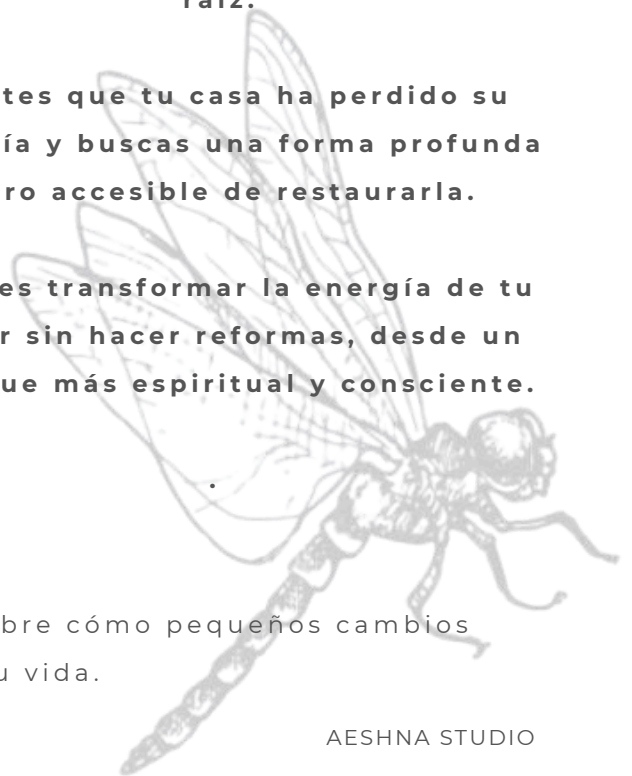 raíz.
tes que tu casa ha perdido su
ía y buscas una forma profunda
ro accesible de restaurarla.
es transformar la energía de tu
r sin hacer reformas, desde un
ue más espiritual y consciente.
.
bre cómo pequeños cambios
u vida.
AESHNA STUDIO